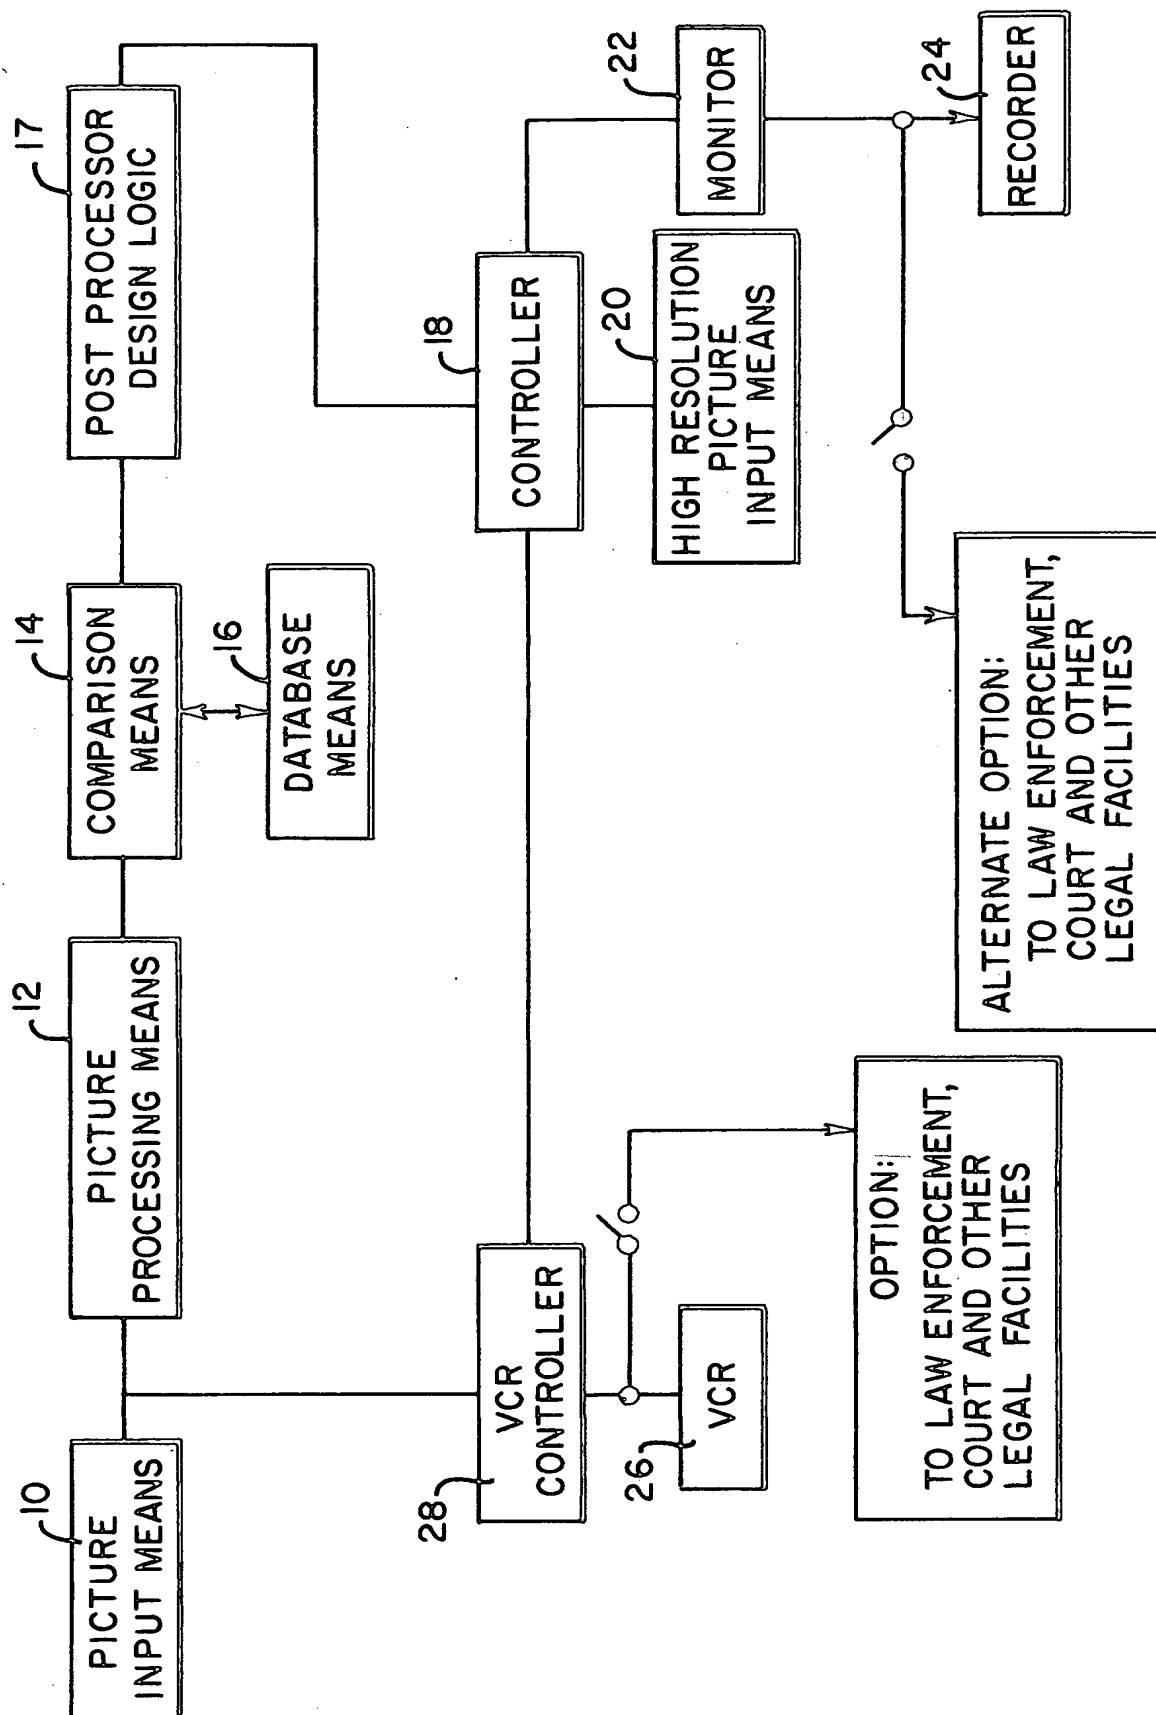 10
PICTURE
INPUT MEANS
12
PICTURE
PROCESSING MEANS
14
COMPARISON
MEANS
16
DATABASE
MEANS
17
POST PROCESSOR
DESIGN LOGIC
28
VCR
CONTROLLER
18
CONTROLLER
26
VCR
20
HIGH RESOLUTION
PICTURE
INPUT MEANS
22
MONITOR
24
RECORDER
OPTION:
TO LAW ENFORCEMENT,
COURT AND OTHER
LEGAL FACILITIES
ALTERNATE OPTION:
TO LAW ENFORCEMENT,
COURT AND OTHER
LEGAL FACILITIES